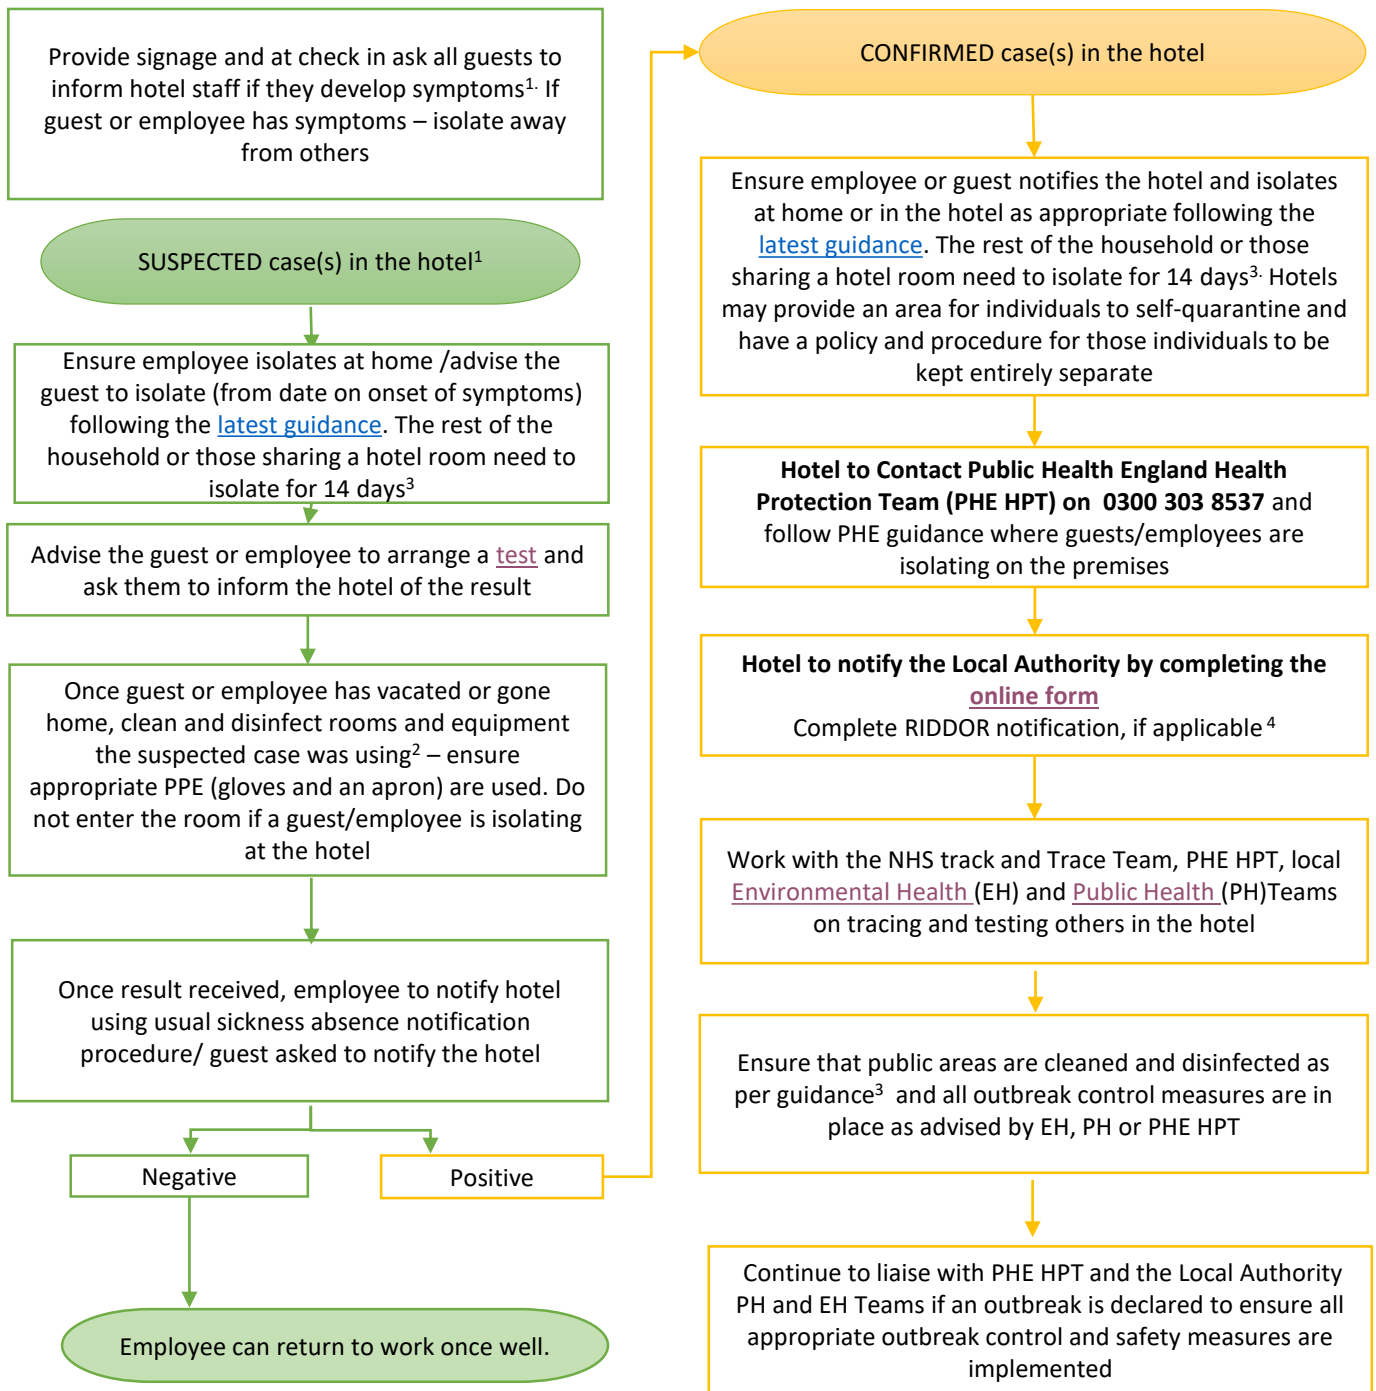 Provide signage and at check in ask all guests to
inform hotel staff if they develop symptoms1. If
guest or employee has symptoms – isolate away
from others
SUSPECTED case(s) in the hotel1
Ensure employee isolates at home /advise the
guest to isolate (from date on onset of symptoms)
following the latest guidance. The rest of the
household or those sharing a hotel room need to
isolate for 14 days3
Advise the guest or employee to arrange a test and
ask them to inform the hotel of the result
Once guest or employee has vacated or gone
home, clean and disinfect rooms and equipment
the suspected case was using2 – ensure
appropriate PPE (gloves and an apron) are used. Do
not enter the room if a guest/employee is isolating
at the hotel
Once result received, employee to notify hotel
using usual sickness absence notification
procedure/ guest asked to notify the hotel
Negative
Positive
Employee can return to work once well.
CONFIRMED case(s) in the hotel
Ensure employee or guest notifies the hotel and isolates
at home or in the hotel as appropriate following the
latest guidance. The rest of the household or those
sharing a hotel room need to isolate for 14 days3. Hotels
may provide an area for individuals to self-quarantine and
have a policy and procedure for those individuals to be
kept entirely separate
Hotel to Contact Public Health England Health
Protection Team (PHE HPT) on 0300 303 8537 and
follow PHE guidance where guests/employees are
isolating on the premises
Hotel to notify the Local Authority by completing the
online form
Complete RIDDOR notification, if applicable 4
Work with the NHS track and Trace Team, PHE HPT, local
Environmental Health (EH) and Public Health (PH)Teams
on tracing and testing others in the hotel
Ensure that public areas are cleaned and disinfected as
per guidance3 and all outbreak control measures are in
place as advised by EH, PH or PHE HPT
Continue to liaise with PHE HPT and the Local Authority
PH and EH Teams if an outbreak is declared to ensure all
appropriate outbreak control and safety measures are
implemented